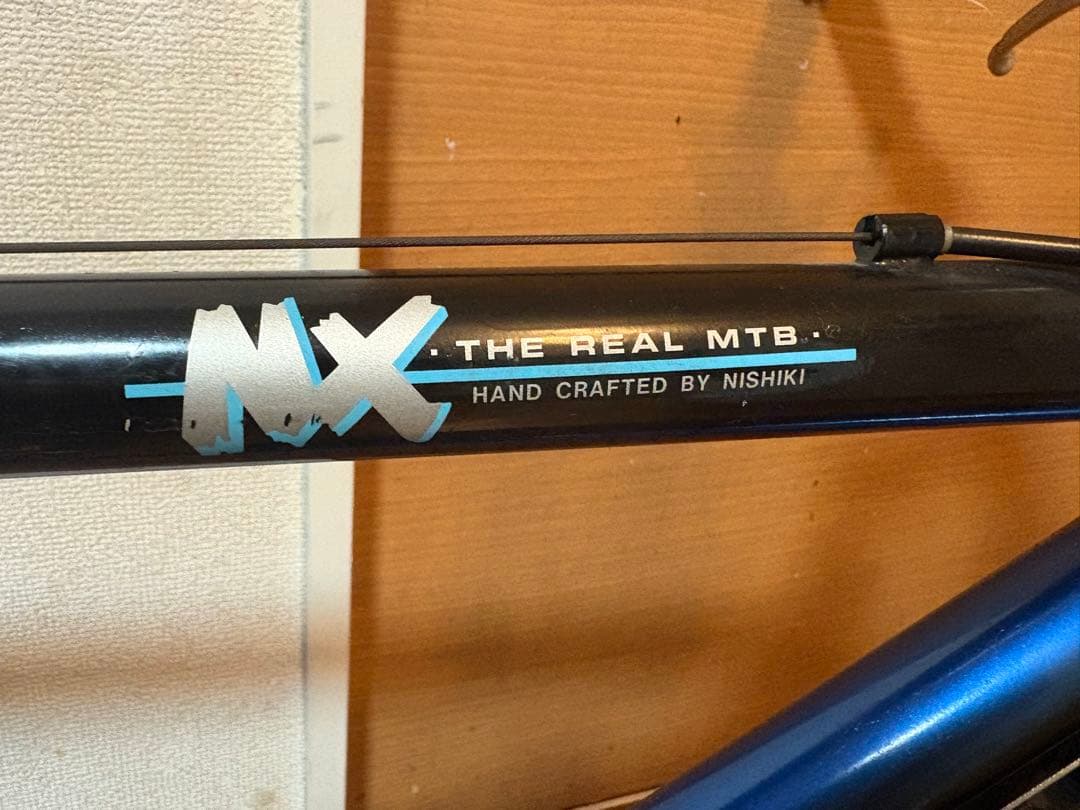 NX
· THE REAL MTB ·
HAND CRAFTED BY NISHIKI